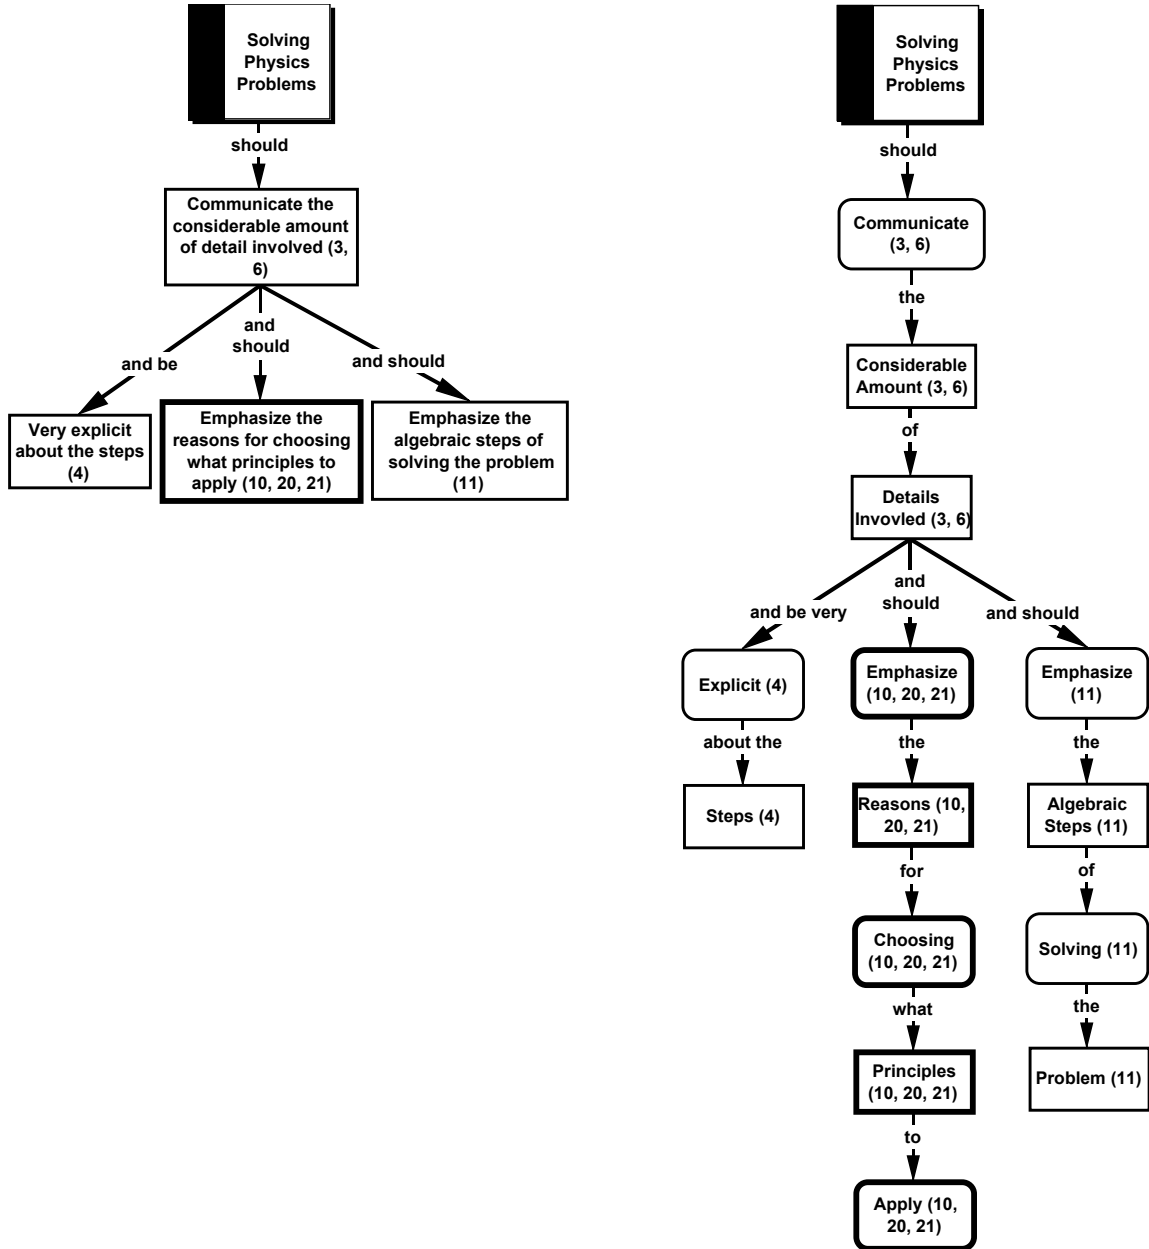 Solving
Physics
Problems
should
Communicate the
considerable amount
of detail involved (3,
6)
and be
and
should
and should
Very explicit
about the steps
(4)
Emphasize the
reasons for choosing
what principles to
apply (10, 20, 21)
Emphasize the
algebraic steps of
solving the problem
(11)
Solving
Physics
Problems
should
Communicate
(3, 6)
the
Considerable
Amount (3, 6)
of
Details
Invovled (3, 6)
and be very
and
should
and should
Explicit (4)
about the
Steps (4)
Emphasize
(10, 20, 21)
the
Reasons (10,
20, 21)
for
Choosing
(10, 20, 21)
what
Principles
(10, 20, 21)
to
Apply (10,
20, 21)
Emphasize
(11)
the
Algebraic
Steps (11)
of
Solving (11)
the
Problem (11)